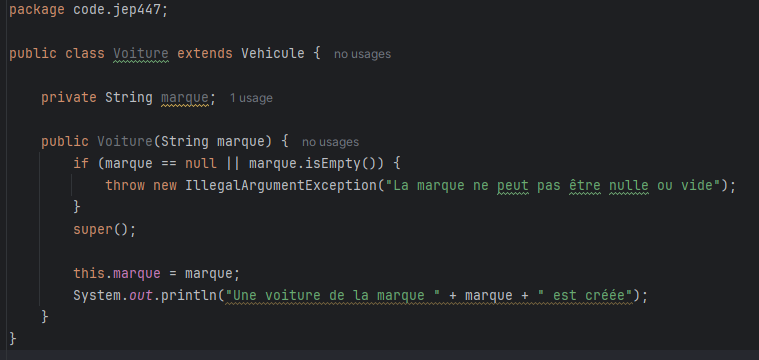 package code.jep447;
public class Voiture extends Vehicule { no usages
private String marque; 1 usage
public Voiture(String marque) { no usages
if (marque == null || marque.isEmpty()) {
throw new IllegalArgumentException("La marque ne peut pas être nulle ou vide");
}
super();
this.marque = marque;
System.out.println("Une voiture de la marque " + marque + " est créée");
}
}